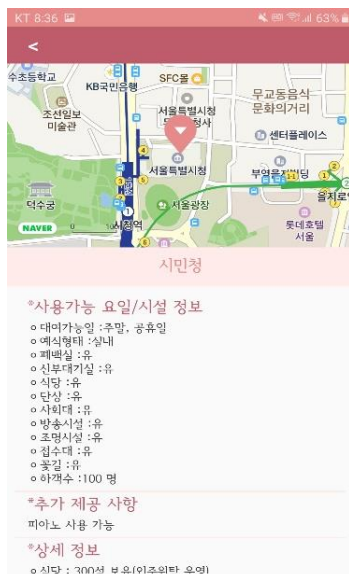 KT 8:36
63%
<
수초등학교
KB국민은행
SFC몰
무교동음식
문화의거리
조선일보
미술관
서울특별시청
청사
센터플레이스
서울특별시청
덕수궁
서울광장
을지로
시청역
롯데호텔
서울
NAVER
시민청
*사용가능 요일/시설 정보
o 대여가능일 :주말, 공휴일
o 예식형태 :실내
o 폐백실 :유
o 신부대기실 :유
o 식당 :유
o 단상 :유
o 사회대 :유
o 방송시설 :유
o 조명시설 :유
o 접수대 :유
o 꽃길 :유
o 하객수 :100 명
*추가 제공 사항
피아노 사용 가능
*상세 정보
o 식당 : 300석 보유(외주위탁 운영)